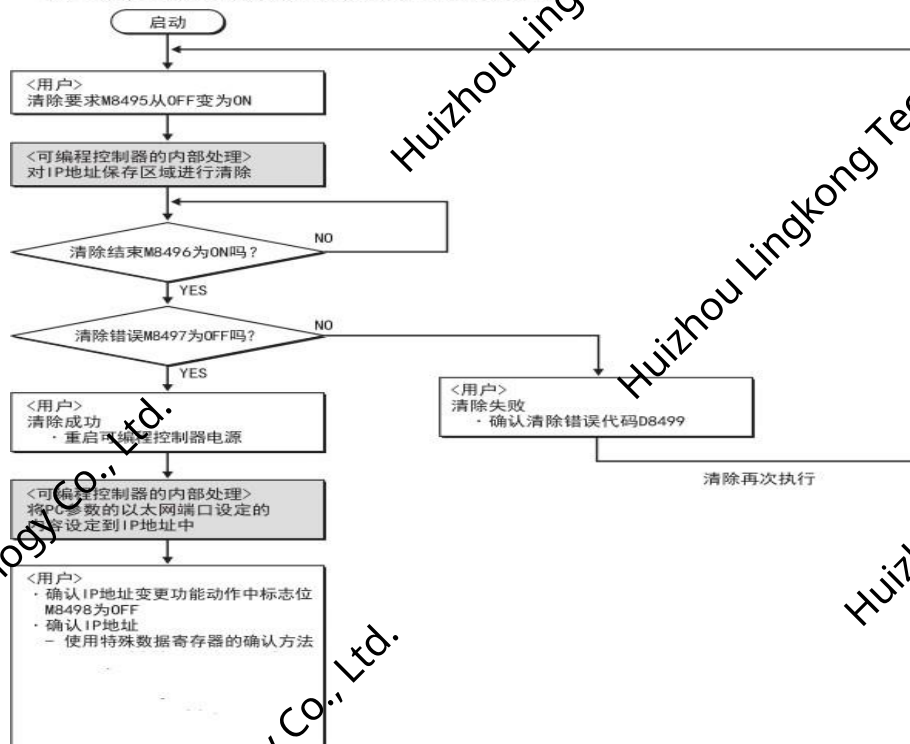 启动
<用户>
清除要求M8495从OFF变为ON
<可编程控制器的内部处理>
对IP地址保存区域进行清除
清除结束M8496为ON吗?
NO
YES
清除错误M8497为OFF吗?
NO
YES
<用户>
清除成功
·重启可编程控制器电源
<用户>
清除失败
·确认清除错误代码D8499
清除再次执行
<可编程控制器的内部处理>
将PC参数的以太网端口设定的
内容设定到IP地址中
<用户>
·确认IP地址变更功能动作中标志位
M8498为OFF
·确认IP地址
- 使用特殊数据寄存器的确认方法
Huizhou Ling
Huizhou Lingkong Te
ogy Co., Ltd.
y Co., Ltd.
Huiz